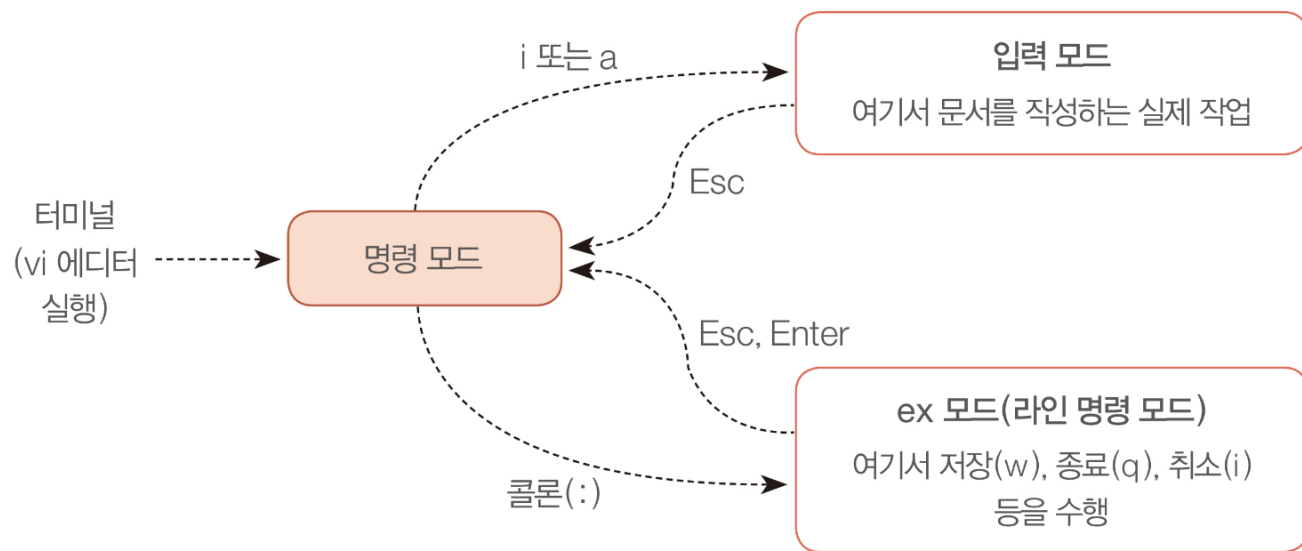 i 또는 a
입력 모드
여기서 문서를 작성하는 실제 작업
Esc
터미널
(vi 에디터
실행)
명령 모드
Esc, Enter
ex 모드(라인 명령 모드)
여기서 저장(w), 종료(q), 취소(i)
등을 수행
콜론(:)